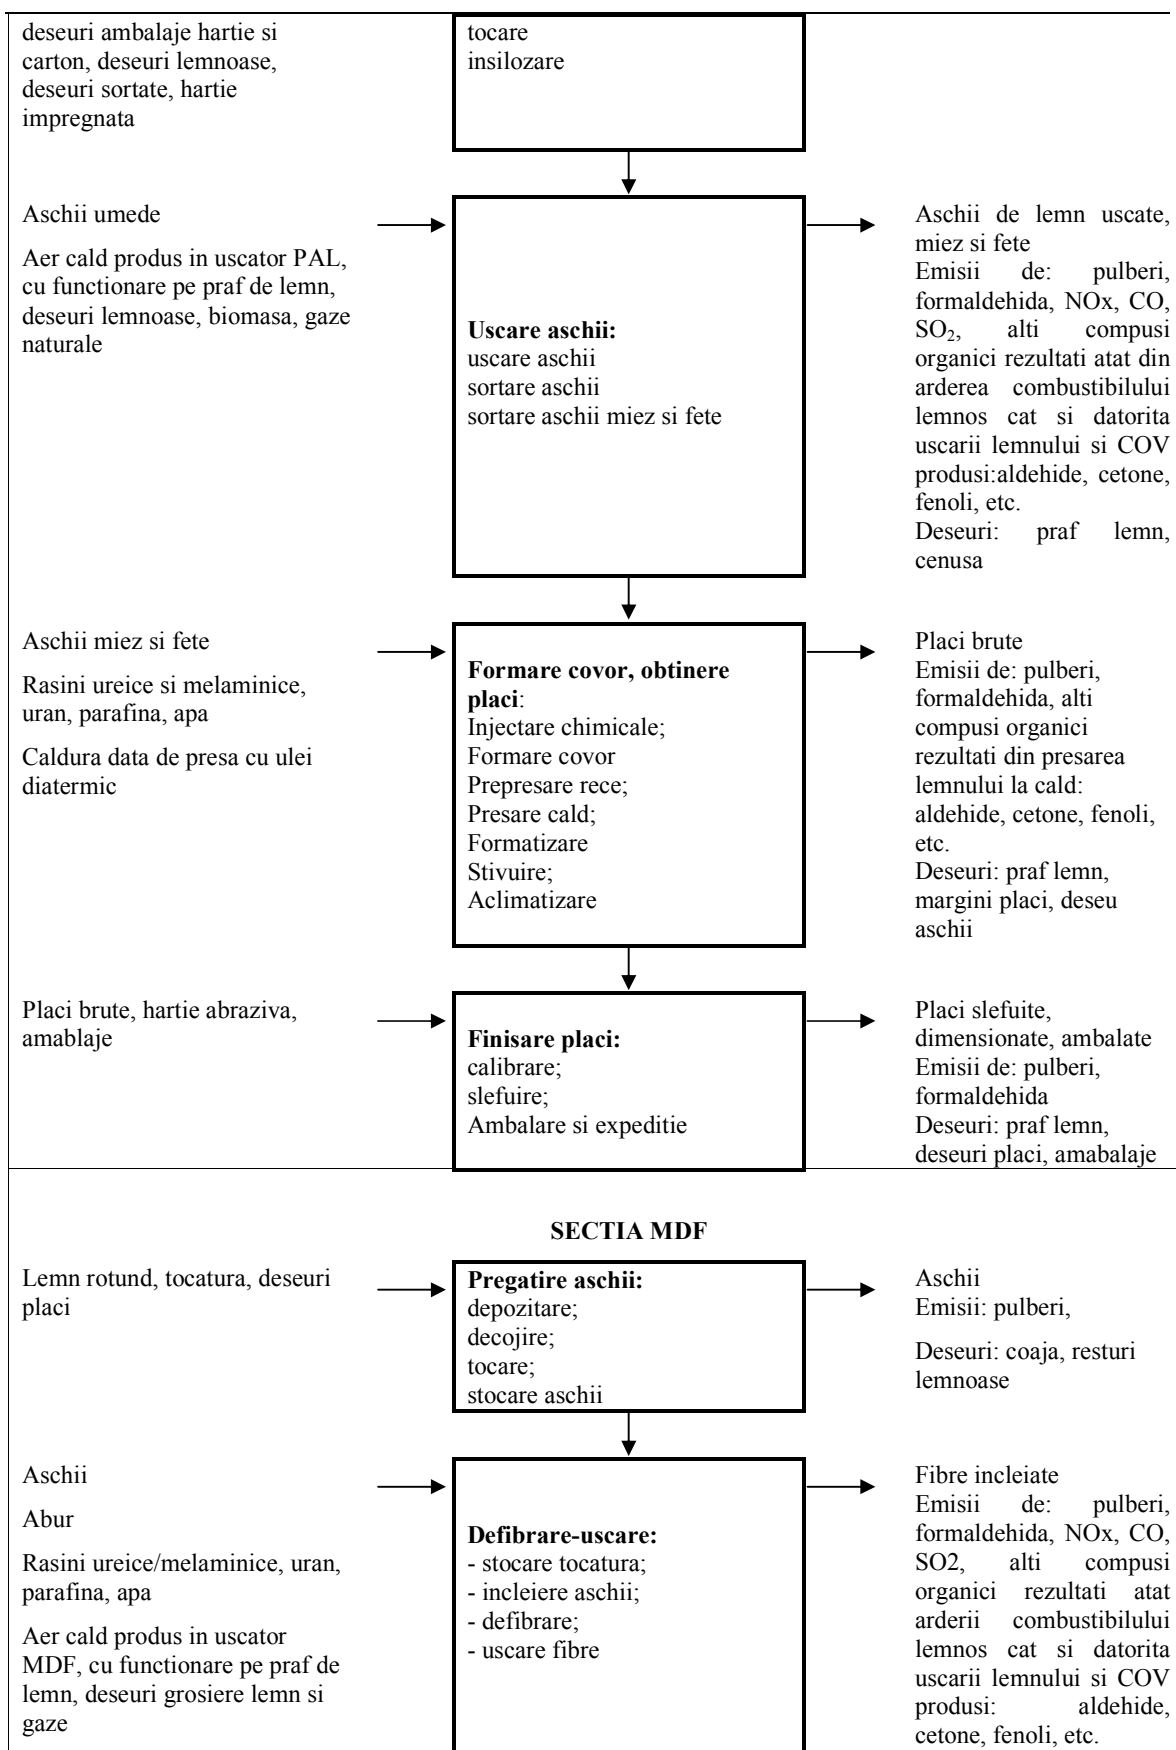 deseuri ambalaje hartie si
carton, deseuri lemnoase,
deseuri sortate, hartie
impregnata
tocare
insilozare
Aschii umede
Aer cald produs in uscator PAL,
cu functionare pe praf de lemn,
deseuri lemnoase, biomasa, gaze
naturale
Uscare aschii:
uscare aschii
sortare aschii
sortare aschii miez si fete
Aschii de lemn uscate,
miez si fete
Emisii de: pulberi,
formaldehida, NOx, CO,
SO₂, alti compusi
organici rezultati atat din
arderea combustibilului
lemnos cat si datorita
uscarii lemnului si COV
produsi:aldehide, cetone,
fenoli, etc.
Deseuri: praf lemn,
cenusa
Aschii miez si fete
Rasini ureice si melaminice,
uran, parafina, apa
Caldura data de presa cu ulei
diatermic
Formare covor, obtinere
placi:
Injectare chimicale;
Formare covor
Prepresare rece;
Presare cald;
Formatizare
Stivuire;
Aclimatizare
Placi brute
Emisii de: pulberi,
formaldehida, alti
compusi organici
rezultati din presarea
lemnului la cald:
aldehide, cetone, fenoli,
etc.
Deseuri: praf lemn,
margini placi, deseu
aschii
Placi brute, hartie abraziva,
amablaje
Finisare placi:
calibrare;
slefuire;
Ambalare si expeditie
Placi slefuite,
dimensionate, ambalate
Emisii de: pulberi,
formaldehida
Deseuri: praf lemn,
deseuri placi, amabalaje
SECTIA MDF
Lemn rotund, tocatura, deseuri
placi
Pregatire aschii:
depozitare;
decojire;
tocare;
stocare aschii
Aschii
Emisii: pulberi,
Deseuri: coaja, resturi
lemnoase
Aschii
Abur
Rasini ureice/melaminice, uran,
parafina, apa
Aer cald produs in uscator
MDF, cu functionare pe praf de
lemn, deseuri grosiere lemn si
gaze
Defibrare-uscare:
- stocare tocatura;
- incleiere aschii;
- defibrare;
- uscare fibre
Fibre incleiate
Emisii de: pulberi,
formaldehida, NOx, CO,
SO2, alti compusi
organici rezultati atat
arderii combustibilului
lemnos cat si datorita
uscarii lemnului si COV
produsi: aldehide,
cetone, fenoli, etc.